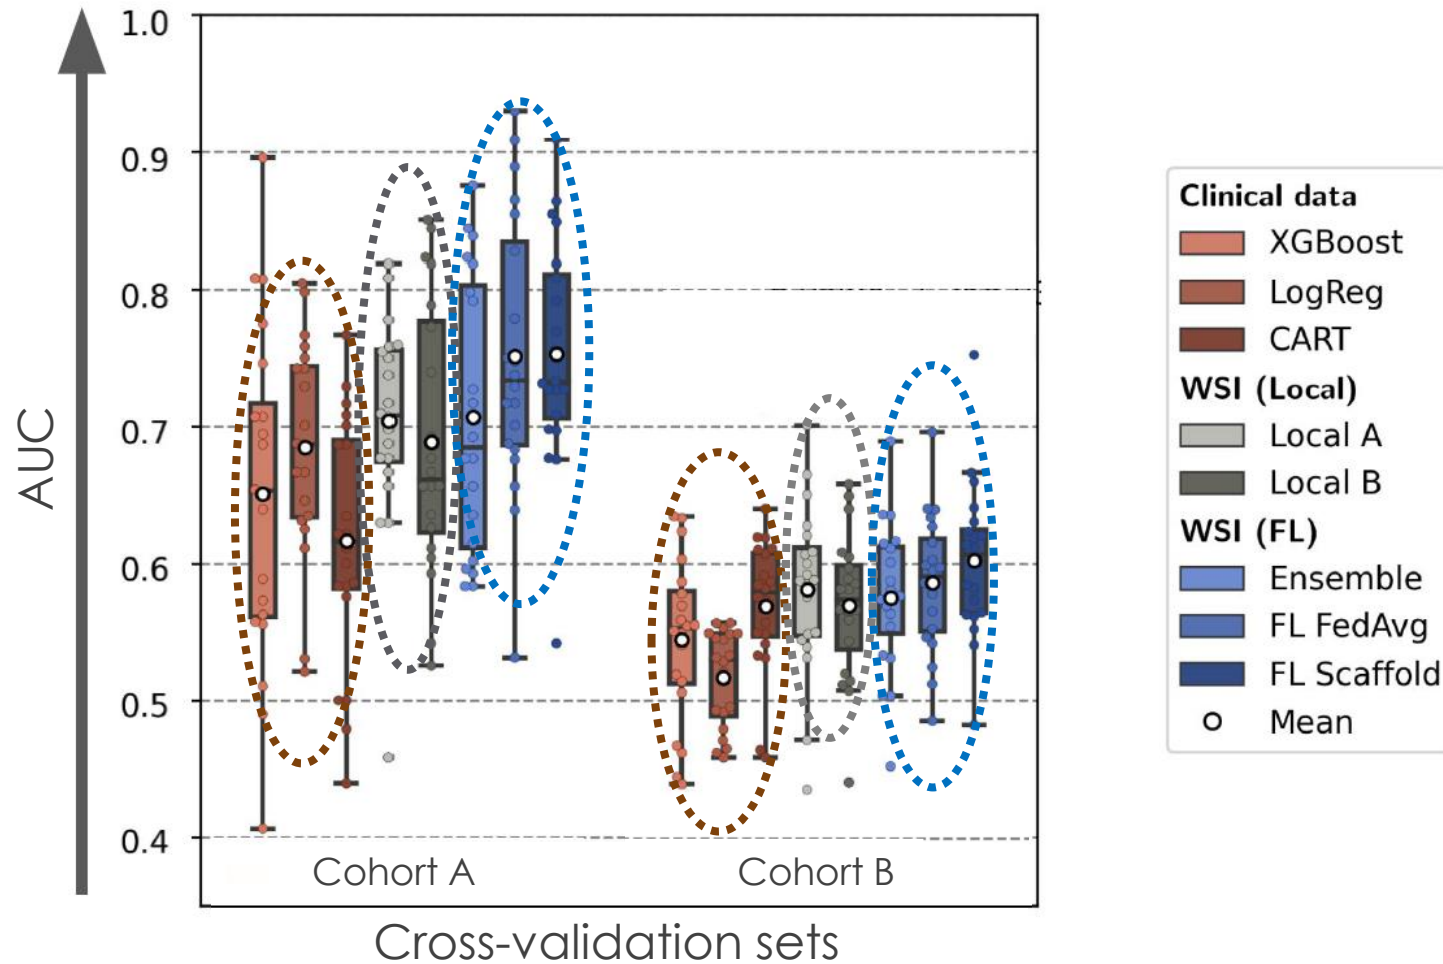 AUC
1.0
0.9
0.8
0.7
0.6
0.5
0.4
Cohort A
Cohort B
Cross-validation sets
Clinical data
XGBoost
LogReg
CART
WSI (Local)
Local A
Local B
WSI (FL)
Ensemble
FL FedAvg
FL Scaffold
Mean